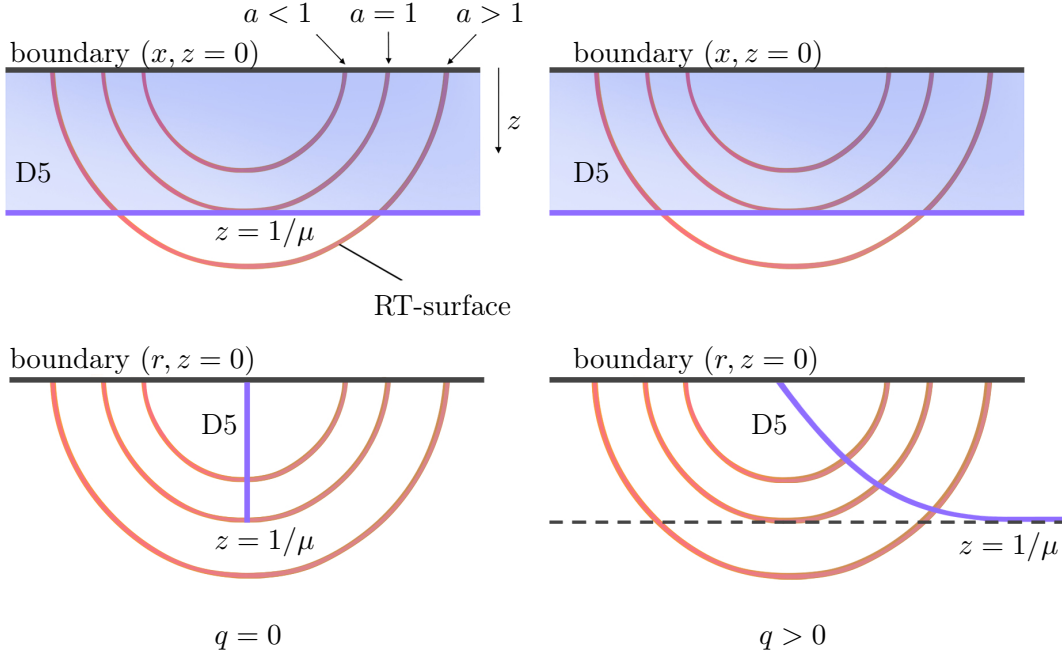 a < 1 a = 1 a > 1
boundary (x, z = 0) boundary (x, z = 0)
z
D5 D5
z = 1/μ
RT-surface
boundary (r, z = 0) boundary (r, z = 0)
D5 D5
z = 1/μ z = 1/μ
q = 0 q > 0